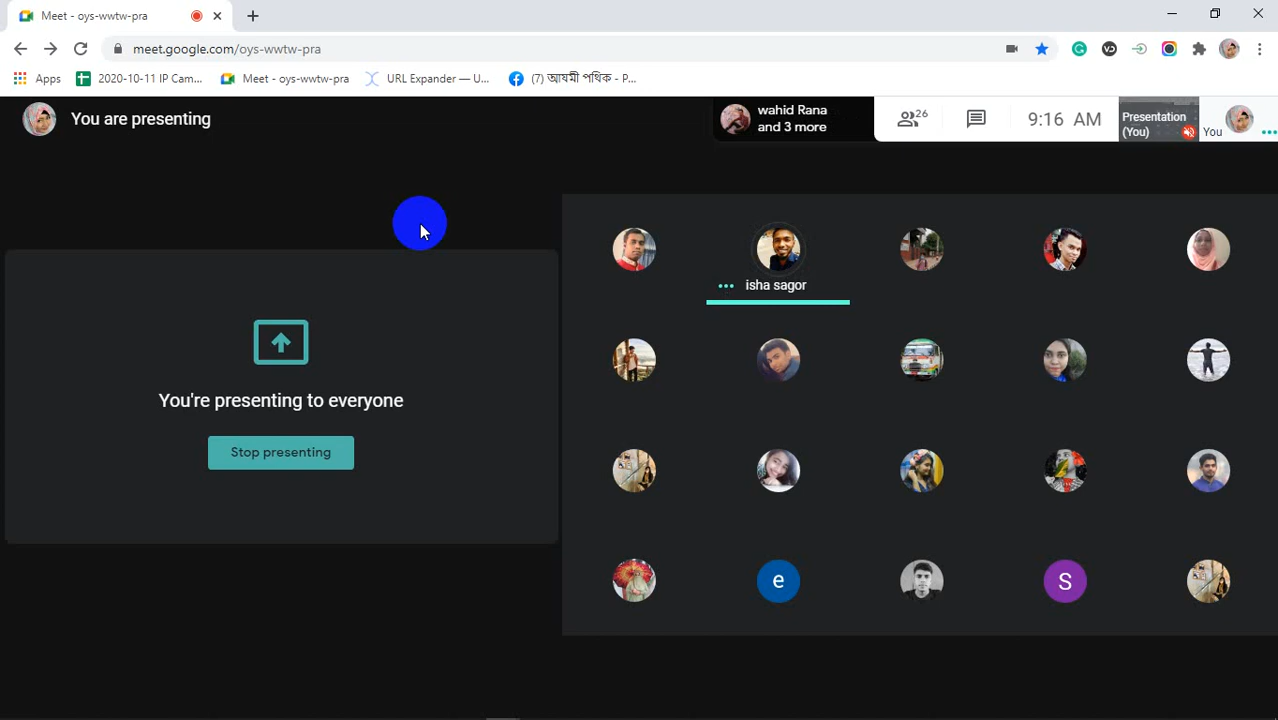 Meet - oys-wwtw-pra
meet.google.com/oys-wwtw-pra
Apps
2020-10-11 IP Cam...
Meet - oys-wwtw-pra
URL Expander — U...
(7) আযমী পথিক - P...
You are presenting
wahid Rana
and 3 more
26
9:16 AM
Presentation
(You)
You
isha sagor
You're presenting to everyone
Stop presenting
e
S